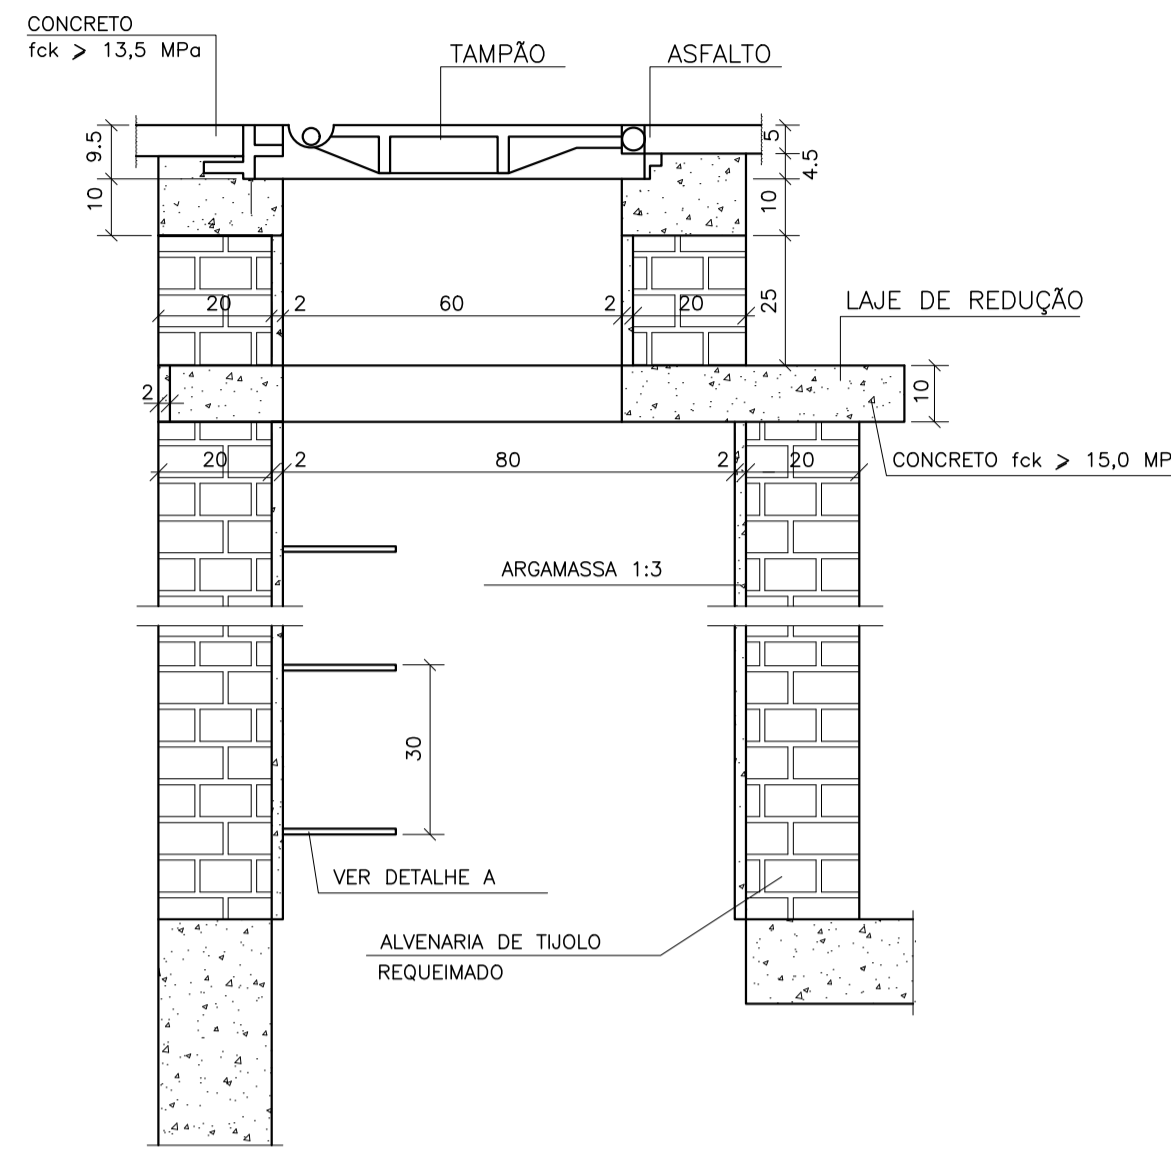 CONCRETO
fck ⩾ 13,5 MPa
TAMPÃO
ASFALTO
9.5
5
4.5
10
10
20
2
60
2
20
25
LAJE DE REDUÇÃO
2
10
20
2
80
2
20
CONCRETO fck ⩾ 15,0 MP
ARGAMASSA 1:3
30
VER DETALHE A
ALVENARIA DE TIJOLO
REQUEIMADO